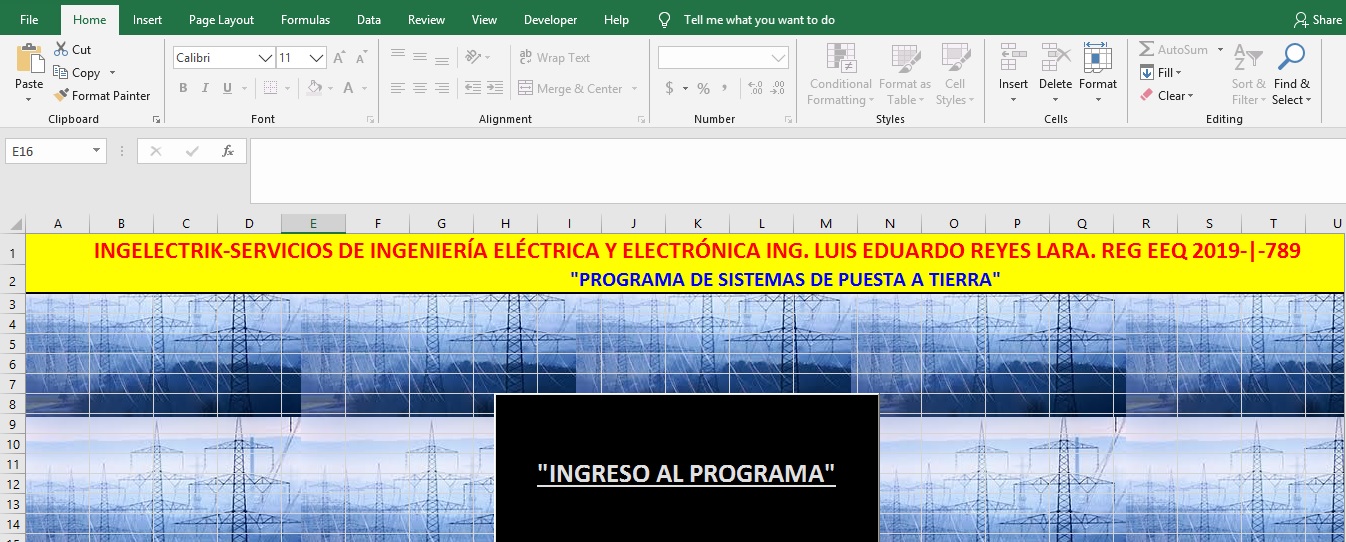 File Home Insert Page Layout Formulas Data Review View Developer Help Tell me what you want to do Share
Paste
Cut
Copy
Format Painter
Clipboard
Calibri 11 A A
B I U A
Font
ab Wrap Text
Merge & Center
Alignment
$ % , .00 .0
Number
Conditional Formatting
Format as Table
Cell Styles
Styles
Insert Delete Format
Cells
AutoSum
Fill
Clear
Sort & Filter
Find & Select
Editing
E16 fx
A B C D E F G H I J K L M N O P Q R S T U
1 INGELECTRIK-SERVICIOS DE INGENIERÍA ELÉCTRICA Y ELECTRÓNICA ING. LUIS EDUARDO REYES LARA. REG EEQ 2019-|-789
2 "PROGRAMA DE SISTEMAS DE PUESTA A TIERRA"
3
4
5
6
7
8
9
10
11 "INGRESO AL PROGRAMA"
12
13
14